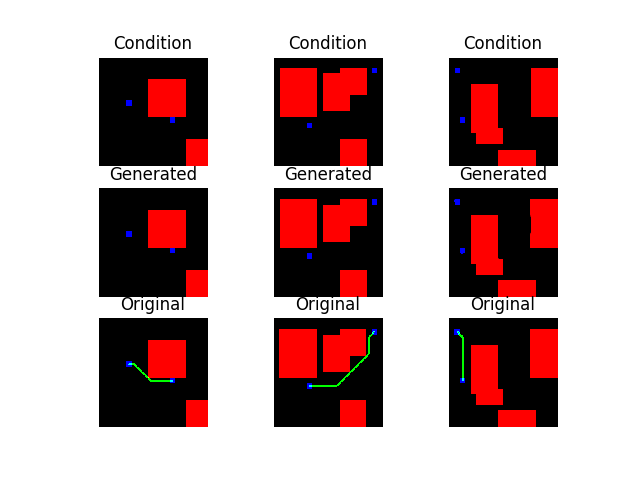 Condition Condition Condition
Generated Generated Generated
Original Original Original